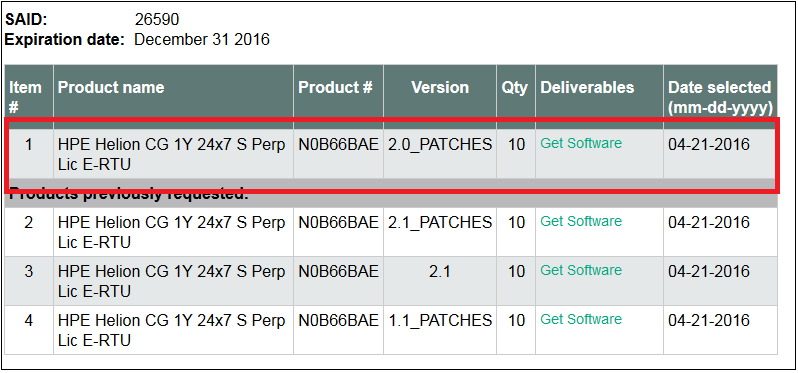 SAID: 26590
Expiration date: December 31 2016
Item # Product name Product # Version Qty Deliverables Date selected (mm-dd-yyyy)
1 HPE Helion CG 1Y 24x7 S Perp Lic E-RTU N0B66BAE 2.0_PATCHES 10 Get Software 04-21-2016
Products previously requested:
2 HPE Helion CG 1Y 24x7 S Perp Lic E-RTU N0B66BAE 2.1_PATCHES 10 Get Software 04-21-2016
3 HPE Helion CG 1Y 24x7 S Perp Lic E-RTU N0B66BAE 2.1 10 Get Software 04-21-2016
4 HPE Helion CG 1Y 24x7 S Perp Lic E-RTU N0B66BAE 1.1_PATCHES 10 Get Software 04-21-2016